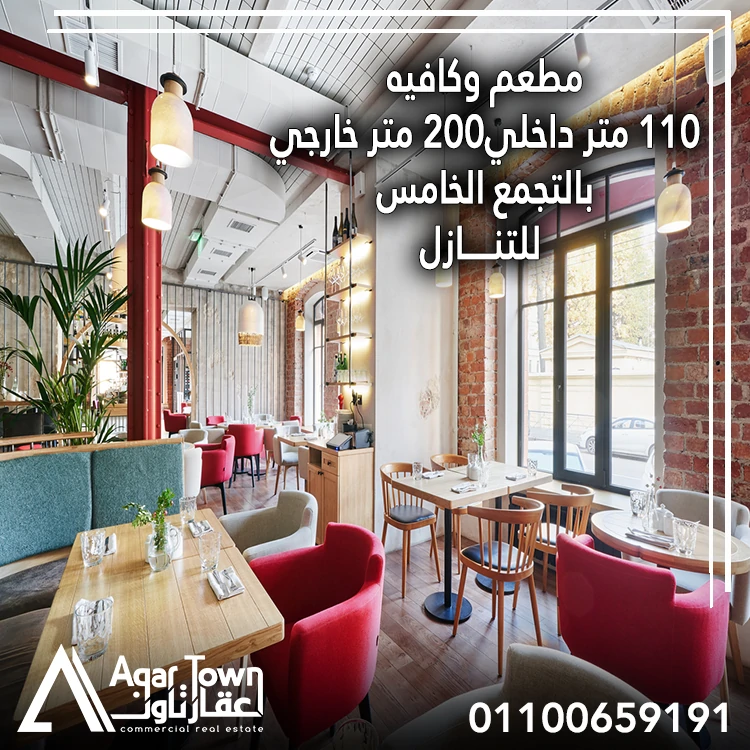 مطعم وكافيه
110 متر داخلي200 متر خارجي
بالتجمع الخامس
للتنـــازل
Aqar Town
عقار تاون
commercial real estate
01100659191